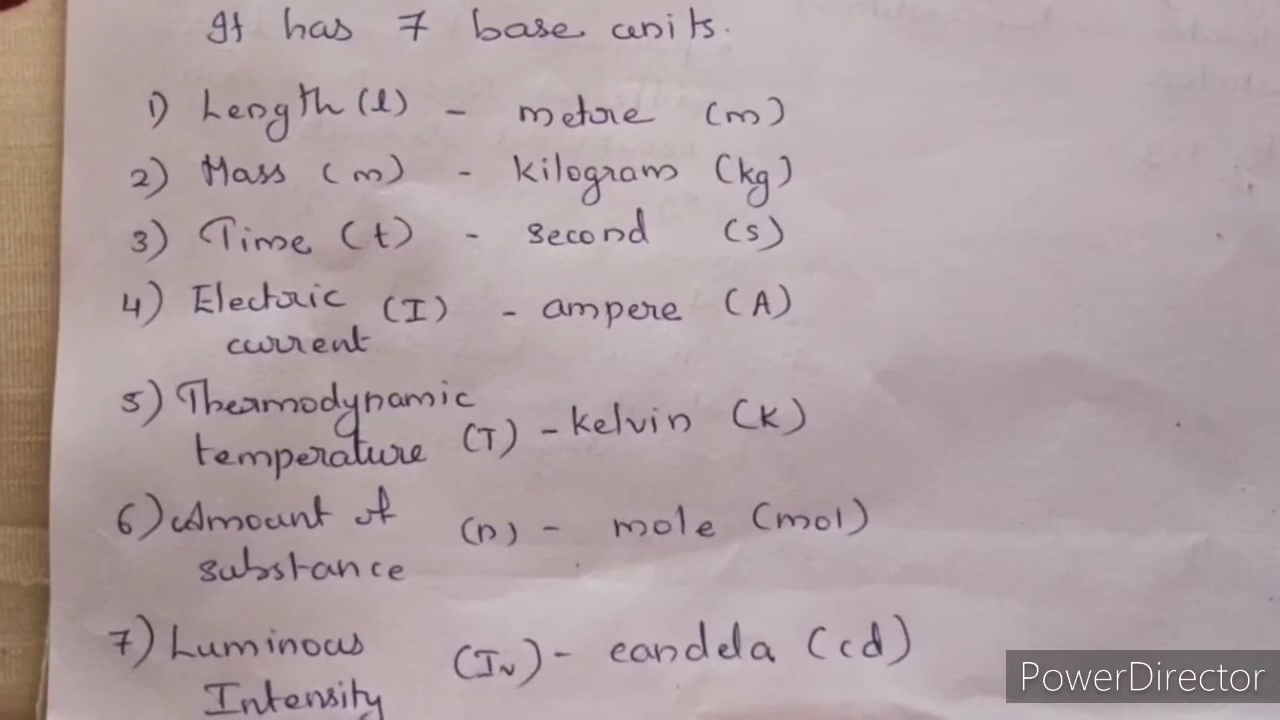 It has 7 base units.
1) Length (l) - metre (m)
2) Mass (m) - kilogram (kg)
3) Time (t) - second (s)
4) Electric (I) - ampere (A)
current
5) Thermodynamic
temperature (T) - kelvin (K)
6) Amount of (n) - mole (mol)
substance
7) Luminous (Iv) - candela (cd)
Intensity
PowerDirector